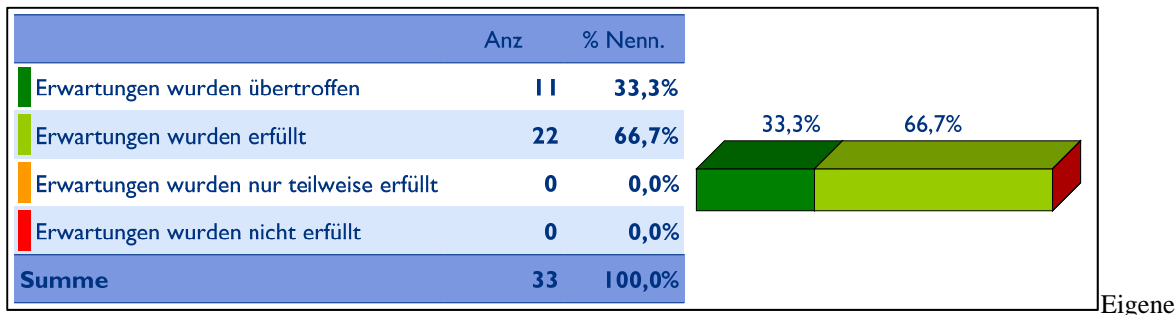 Anz % Nenn.
Erwartungen wurden übertroffen 11 33,3%
Erwartungen wurden erfüllt 22 66,7%
Erwartungen wurden nur teilweise erfüllt 0 0,0%
Erwartungen wurden nicht erfüllt 0 0,0%
Summe 33 100,0%
33,3% 66,7%
Eigene